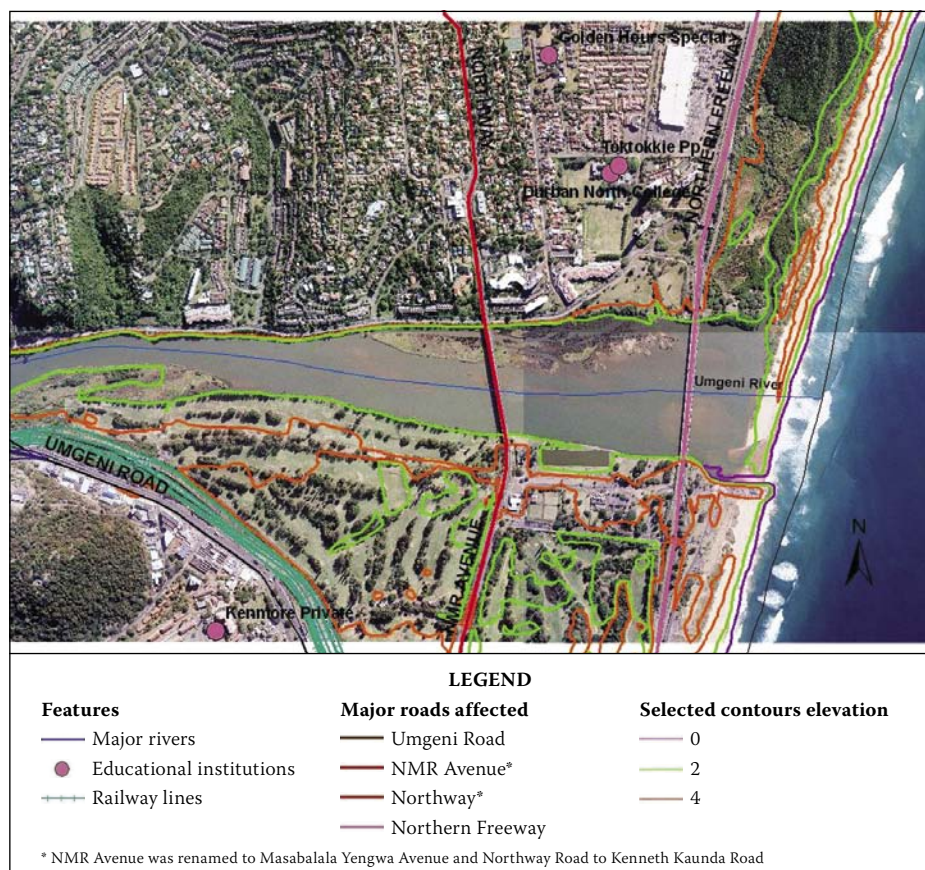 Golden Hours Special
NORTH WAY
NORTHERN FREEWAY
Toktokkie Pp
Durban North College
Umgeni River
UMGENI ROAD
NMR AVENUE
N
Kenmore Private
LEGEND
Features
Major rivers
Educational institutions
Railway lines
Major roads affected
Umgeni Road
NMR Avenue*
Northway*
Northern Freeway
Selected contours elevation
0
2
4
* NMR Avenue was renamed to Masabalala Yengwa Avenue and Northway Road to Kenneth Kaunda Road